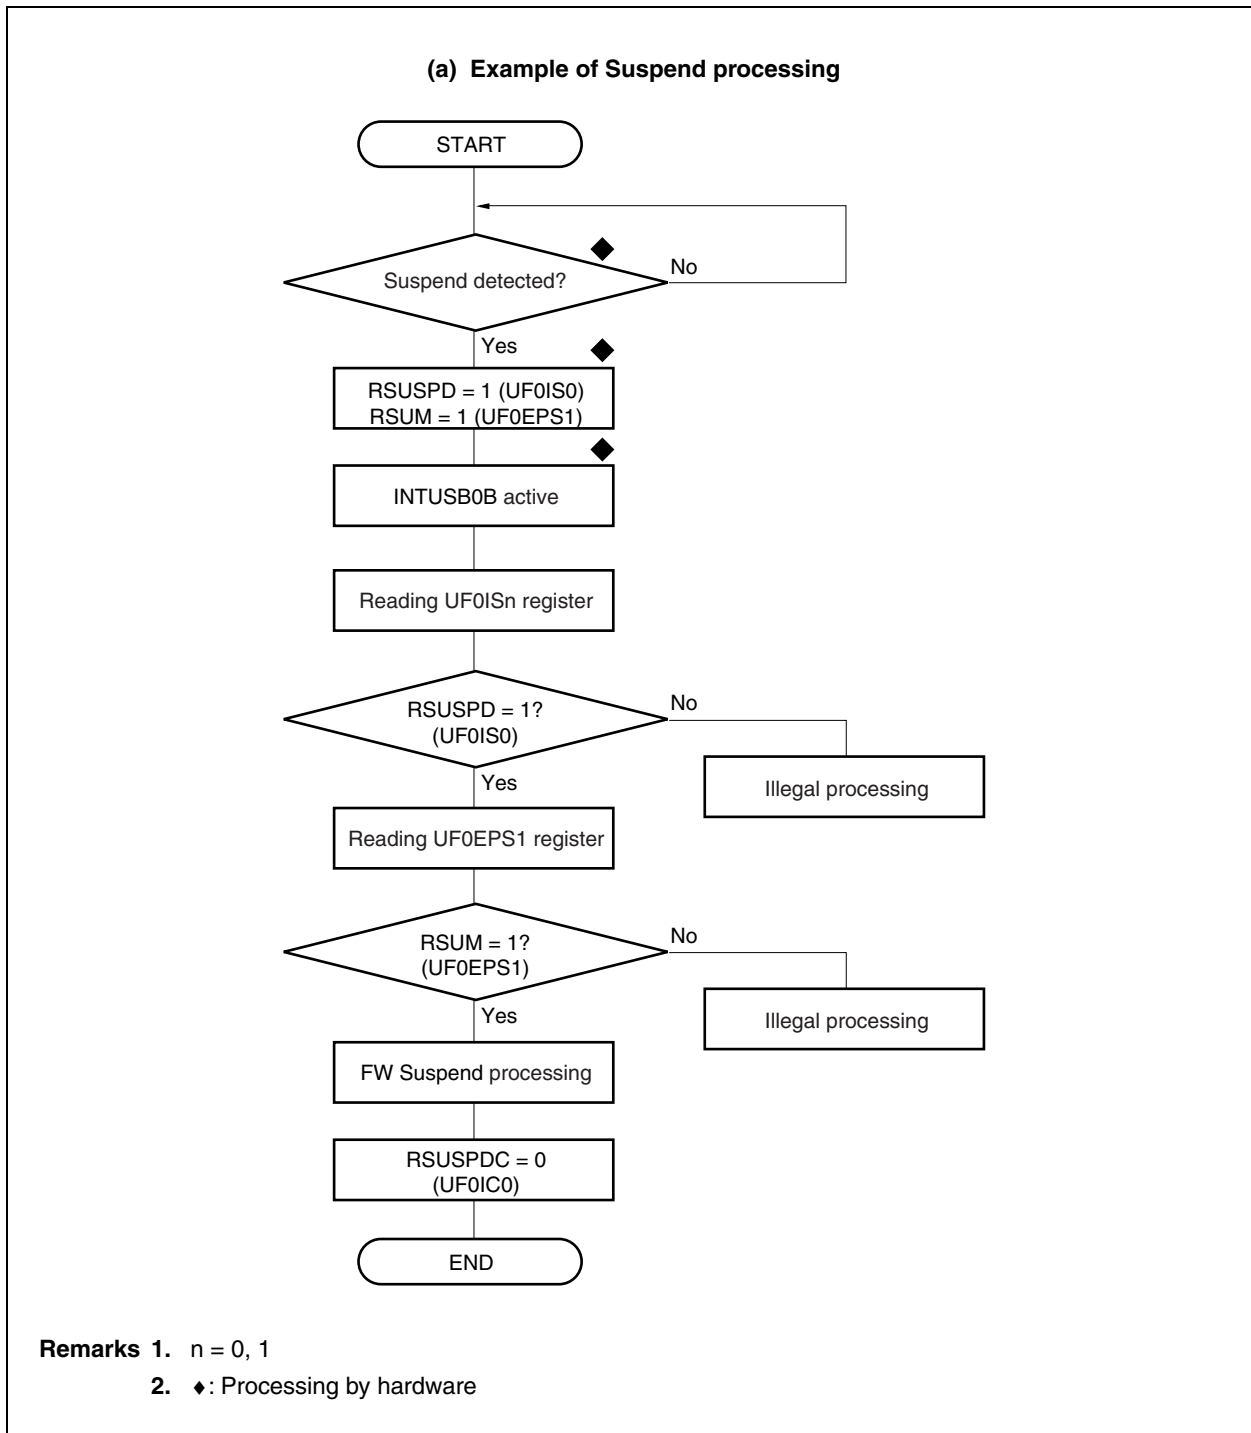 (a) Example of Suspend processing
START
Suspend detected?
No
Yes
RSUSPD = 1 (UF0IS0)
RSUM = 1 (UF0EPS1)
INTUSB0B active
Reading UF0ISn register
RSUSPD = 1?
(UF0IS0)
No
Illegal processing
Yes
Reading UF0EPS1 register
RSUM = 1?
(UF0EPS1)
No
Illegal processing
Yes
FW Suspend processing
RSUSPDC = 0
(UF0IC0)
END
Remarks 1. n = 0, 1
2. ♦: Processing by hardware